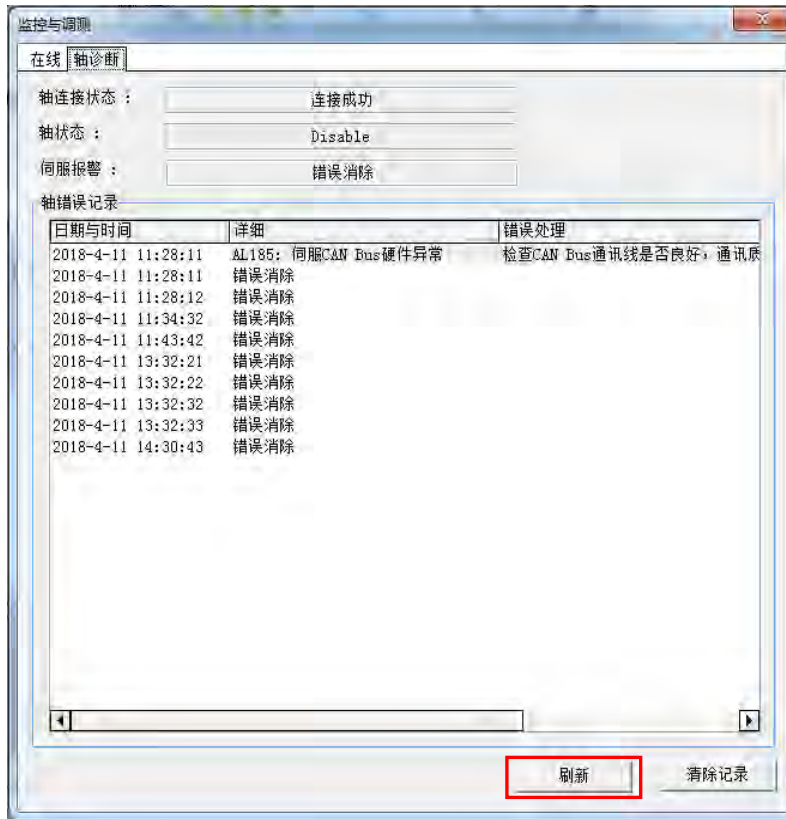 监控与调测
在线 轴诊断
轴连接状态 : 连接成功
轴状态 : Disable
伺服报警 : 错误消除
轴错误记录
日期与时间 详细 错误处理
2018-4-11 11:28:11 AL185: 伺服CAN Bus硬件异常 检查CAN Bus通讯线是否良好，通讯质
2018-4-11 11:28:11 错误消除
2018-4-11 11:28:12 错误消除
2018-4-11 11:34:32 错误消除
2018-4-11 11:43:42 错误消除
2018-4-11 13:32:21 错误消除
2018-4-11 13:32:22 错误消除
2018-4-11 13:32:32 错误消除
2018-4-11 13:32:33 错误消除
2018-4-11 14:30:43 错误消除
刷新 清除记录